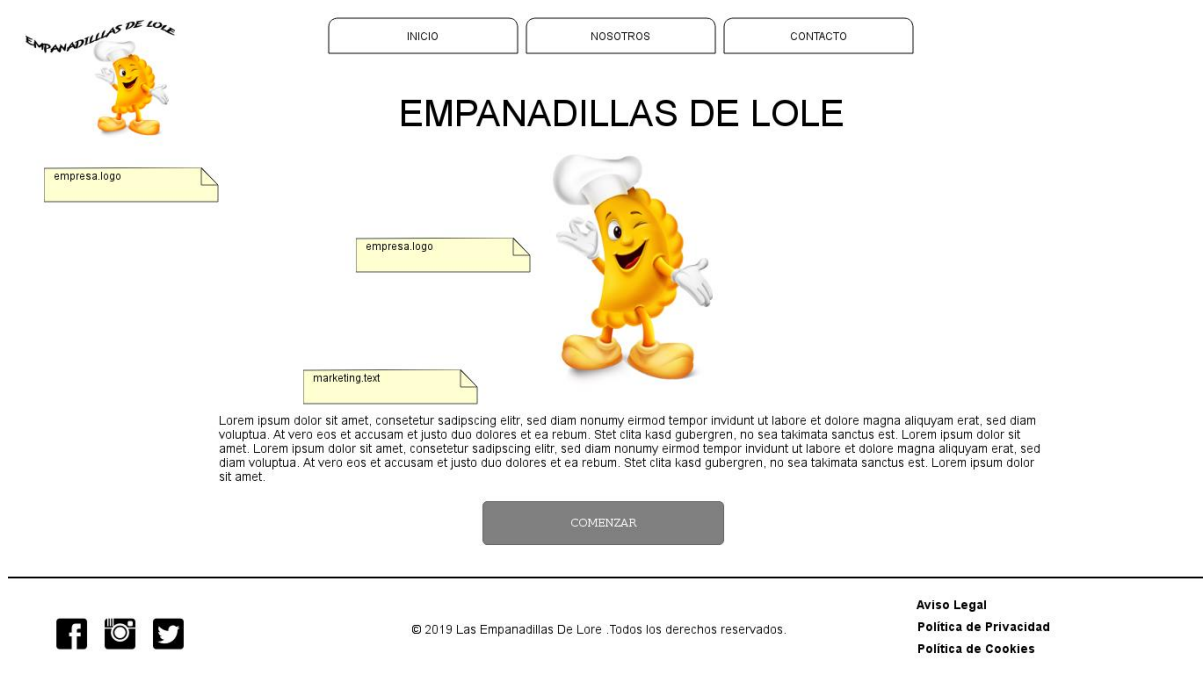 EMPANADILLLAS DE LOLE
INICIO
NOSOTROS
CONTACTO
EMPANADILLAS DE LOLE
empresa.logo
empresa.logo
marketing.text
Lorem ipsum dolor sit amet, consetetur sadipscing elitr, sed diam nonumy eirmod tempor invidunt ut labore et dolore magna aliquyam erat, sed diam
voluptua. At vero eos et accusam et justo duo dolores et ea rebum. Stet clita kasd gubergren, no sea takimata sanctus est. Lorem ipsum dolor sit
amet. Lorem ipsum dolor sit amet, consetetur sadipscing elitr, sed diam nonumy eirmod tempor invidunt ut labore et dolore magna aliquyam erat, sed
diam voluptua. At vero eos et accusam et justo duo dolores et ea rebum. Stet clita kasd gubergren, no sea takimata sanctus est. Lorem ipsum dolor
sit amet.
COMENZAR
© 2019 Las Empanadillas De Lore .Todos los derechos reservados.
Aviso Legal
Política de Privacidad
Política de Cookies